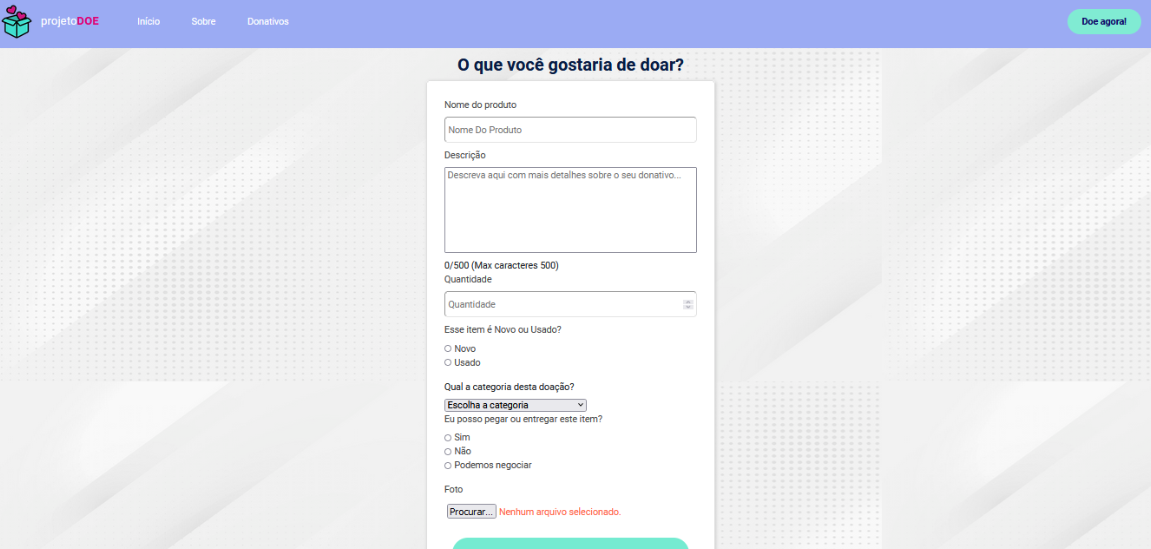 projetoDOE Início Sobre Donativos Doe agora!
O que você gostaria de doar?
Nome do produto
Nome Do Produto
Descrição
Descreva aqui com mais detalhes sobre o seu donativo...
0/500 (Max caracteres 500)
Quantidade
Quantidade
Esse item é Novo ou Usado?
Novo
Usado
Qual a categoria desta doação?
Escolha a categoria
Eu posso pegar ou entregar este item?
Sim
Não
Podemos negociar
Foto
Procurar... Nenhum arquivo selecionado.